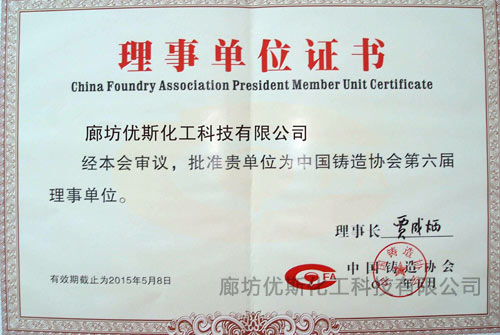 理事单位证书
China Foundry Association President Member Unit Certificate
廊坊优斯化工科技有限公司
经本会审议，批准贵单位为中国铸造协会第六届
理事单位。
理事长 贾成炳
CFA 中国铸造协会
有效期截止为2015年5月8日
廊坊优斯化工科技有限公司